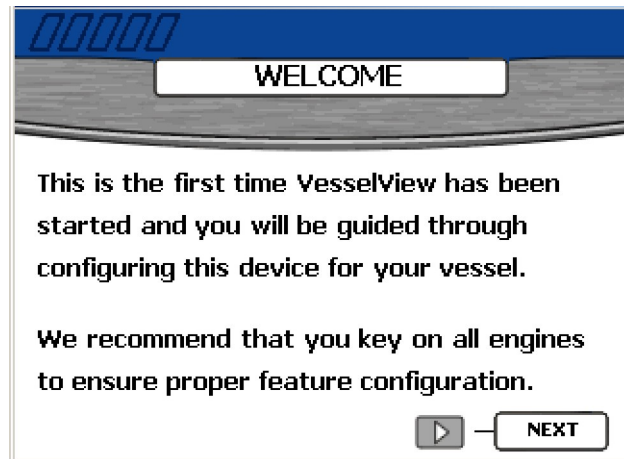 WELCOME
This is the first time VesselView has been
started and you will be guided through
configuring this device for your vessel.
We recommend that you key on all engines
to ensure proper feature configuration.
NEXT